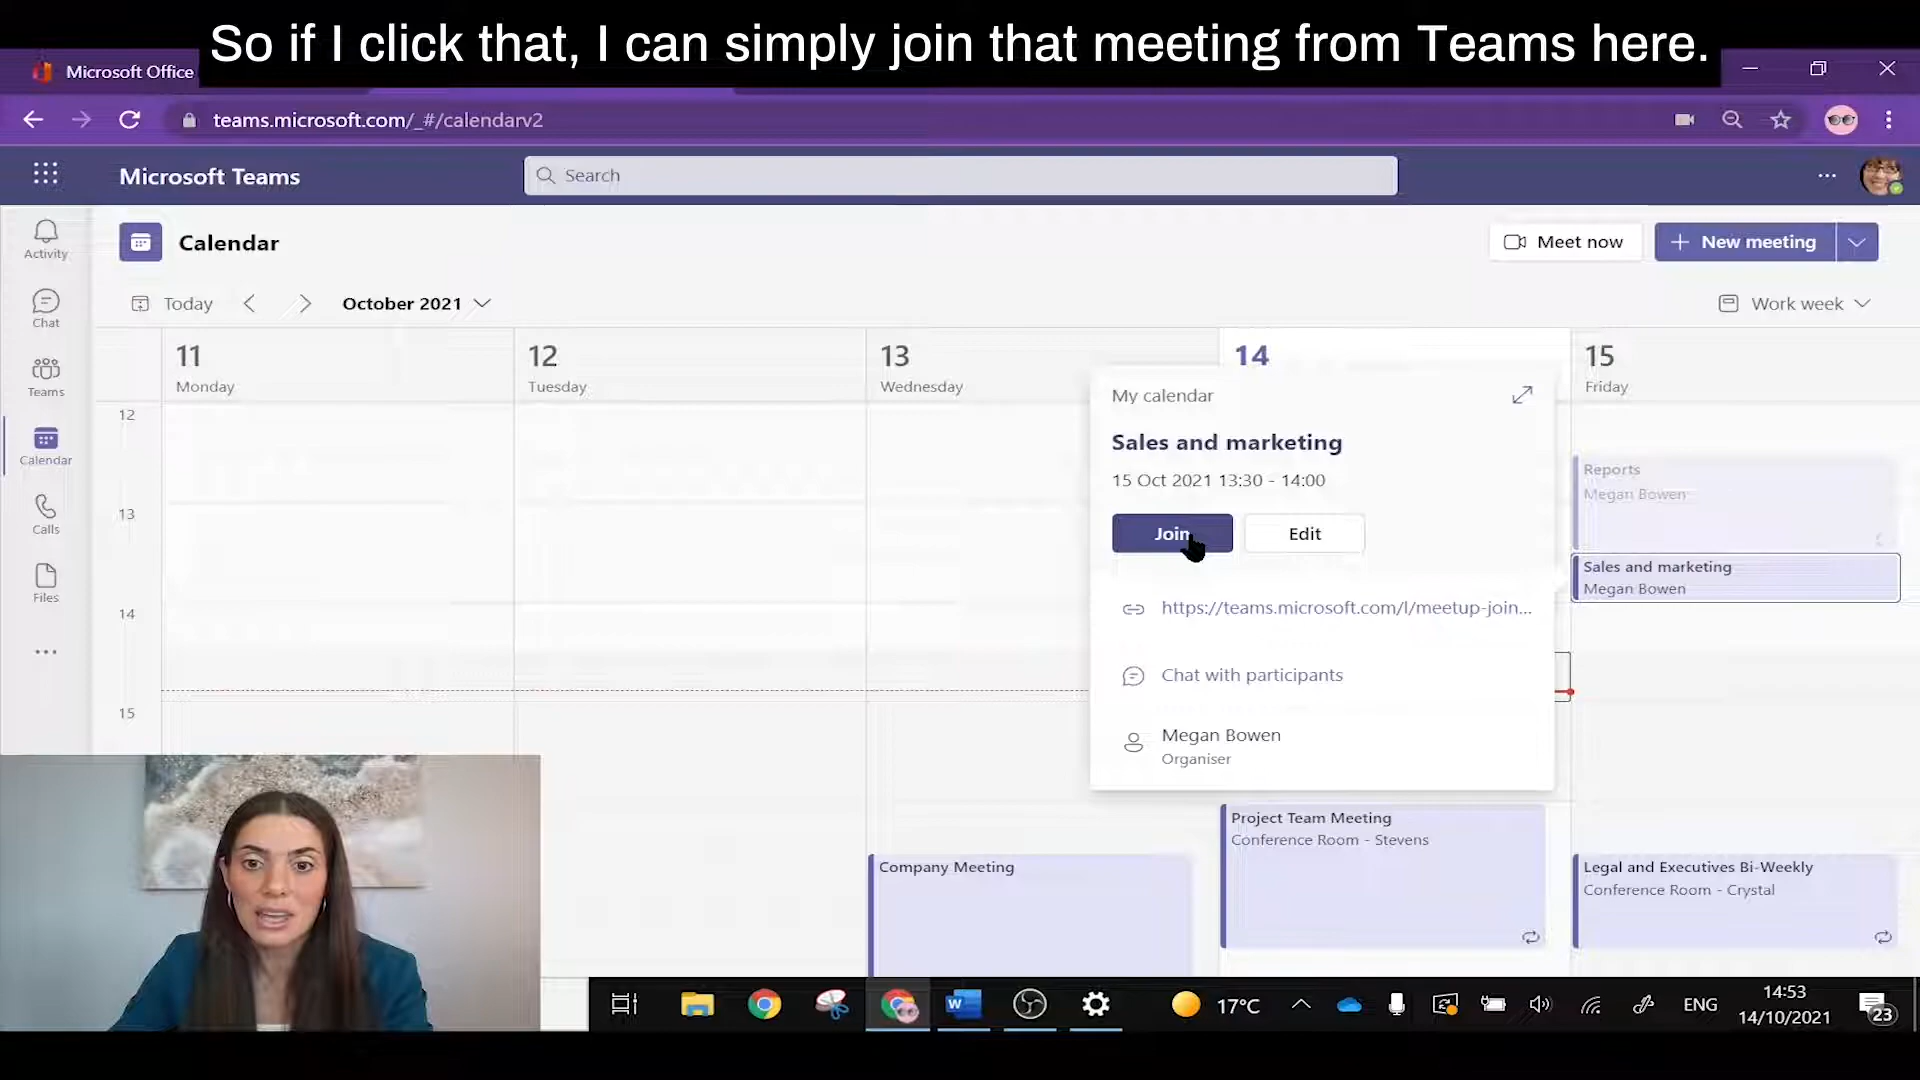 So if I click that, I can simply join that meeting from Teams here.
Microsoft Office
teams.microsoft.com/_#/calendarv2
Microsoft Teams
Search
Activity
Chat
Teams
Calendar
Calls
Files
Calendar
Meet now
New meeting
Today
October 2021
Work week
11
Monday
12
Tuesday
13
Wednesday
14
15
Friday
12
13
14
15
My calendar
Sales and marketing
15 Oct 2021 13:30 - 14:00
Join
Edit
https://teams.microsoft.com/l/meetup-join...
Chat with participants
Megan Bowen
Organiser
Reports
Megan Bowen
Sales and marketing
Megan Bowen
Company Meeting
Project Team Meeting
Conference Room - Stevens
Legal and Executives Bi-Weekly
Conference Room - Crystal
17°C
ENG
14:53
14/10/2021
23